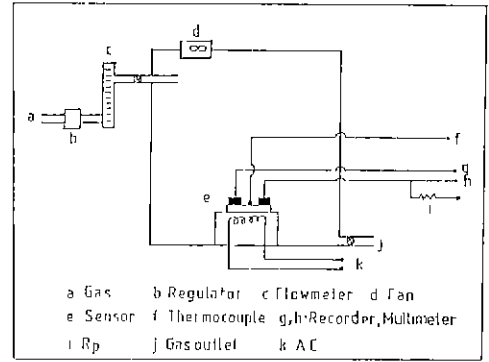 d
c
a
b
f
g
h
e
i
j
k
a Gas b Regulator c Flowmeter d Fan
e Sensor f Thermocouple g,h:Recorder,Multimeter
i Rp j Gas outlet k AC